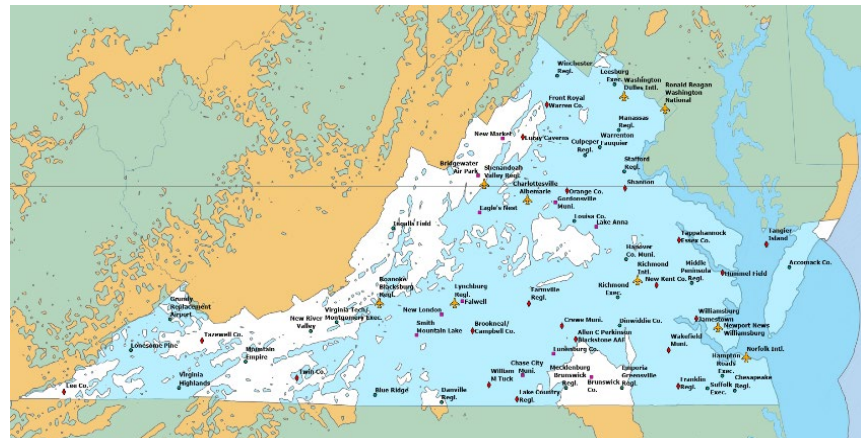 Winchester
Regl.
Leesburg
Exec.
Washington
Dulles Intl.
Ronald Reagan
Washington
National
Front Royal
Warren Co.
Manassas
Regl.
New Market
Luray Caverns
Warrenton
Fauquier
Culpeper
Regl.
Bridgewater
Air Park
Shenandoah
Valley Regl.
Stafford
Regl.
Charlottesville
Albemarle
Orange Co.
Shannon
Gordonsville
Muni.
Eagle's Nest
Louisa Co.
Lake Anna
Ingalls Field
Tappahannock
Essex Co.
Tangier
Island
Hanover
Co. Muni.
Richmond
Intl.
Middle
Peninsula
Regl.
Accomack Co.
New Kent Co.
Hummel Field
Roanoke/
Blacksburg
Regl.
Lynchburg
Regl.
Falwell
Farmville
Regl.
Richmond
Exec.
Grundy
Replacement
Airport
New London
Virginia Tech/
Montgomery Exec.
New River
Valley
Smith
Mountain Lake
Brookneal/
Campbell Co.
Crewe Muni.
Dinwiddie Co.
Williamsburg
Jamestown
Newport News
Williamsburg
Tazewell Co.
Allen C Perkinson
Blackstone AAF
Wakefield
Muni.
Lonesome Pine
Mountain
Empire
Lunenburg Co.
Norfolk Intl.
Hampton
Roads
Exec.
Chase City
Muni.
Twin Co.
William
M Tuck
Mecklenburg
Brunswick
Regl.
Brunswick
Co.
Emporia
Greensville
Regl.
Franklin
Regl.
Suffolk
Exec.
Chesapeake
Regl.
Lee Co.
Virginia
Highlands
Blue Ridge
Danville
Regl.
Lake Country
Regl.